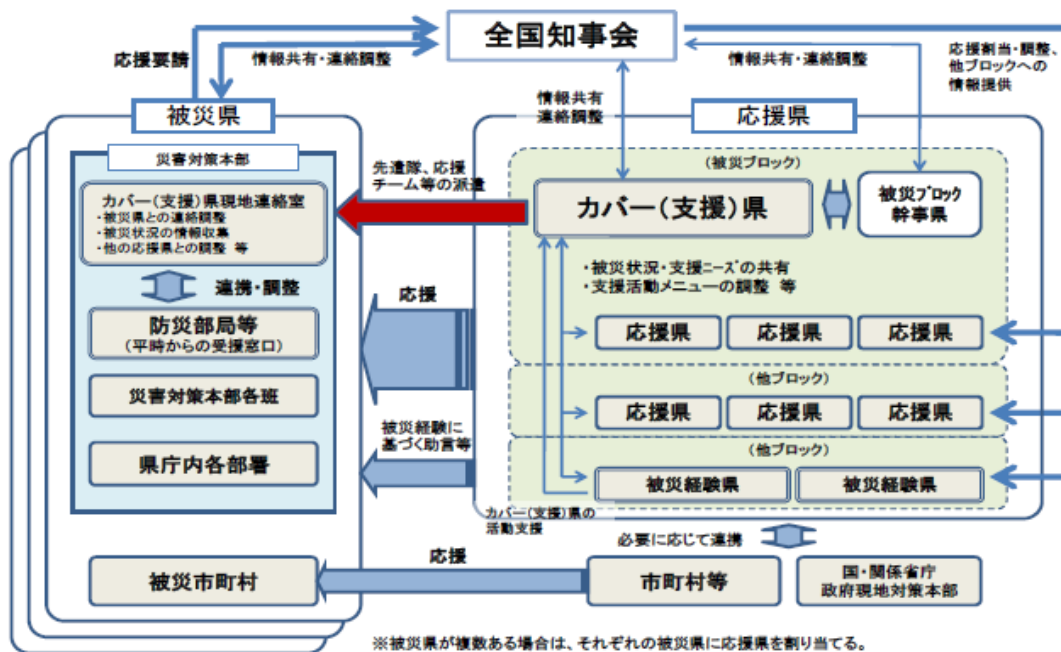 全国知事会
応援要請
情報共有・連絡調整
情報共有・連絡調整
応援割当・調整、
他ブロックへの
情報提供
情報共有
連絡調整
被災県
災害対策本部
カバー(支援)県現地連絡室
・被災県との連絡調整
・被災状況の情報収集
・他の応援県との調整 等
連携・調整
防災部局等
(平時からの受援窓口)
災害対策本部各班
県庁内各部署
被災市町村
先遣隊、応援
チーム等の派遣
応援
被災経験に
基づく助言等
応援県
(被災ブロック)
カバー(支援)県
被災ブロック
幹事県
・被災状況・支援ニーズの共有
・支援活動メニューの調整 等
応援県 応援県 応援県
(他ブロック)
応援県 応援県 応援県
(他ブロック)
被災経験県 被災経験県
カバー(支援)県の
活動支援
必要に応じて連携
応援
市町村等
国・関係省庁
政府現地対策本部
※被災県が複数ある場合は、それぞれの被災県に応援県を割り当てる。